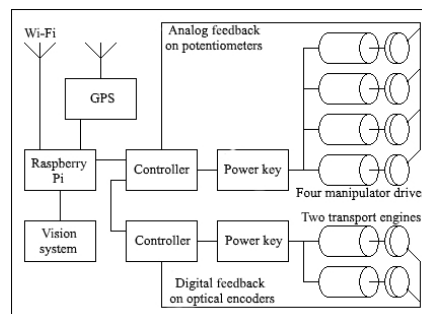 Wi-Fi
Analog feedback
on potentiometers
GPS
Raspberry
Pi
Controller
Power key
Four manipulator drive
Vision
system
Two transport engines
Controller
Power key
Digital feedback
on optical encoders